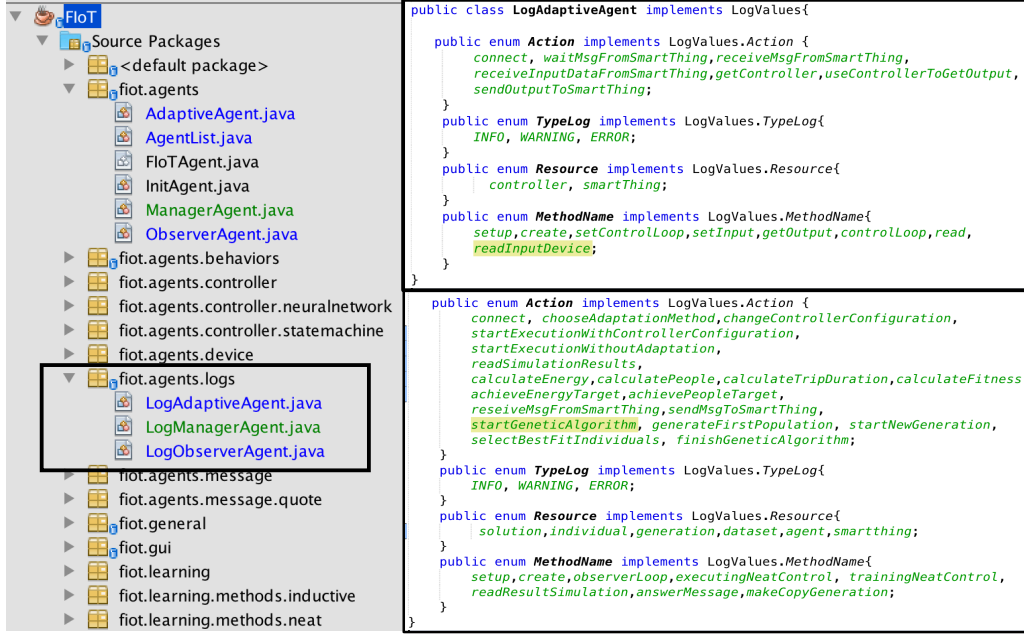 FIoT
Source Packages
<default package>
fiot.agents
AdaptiveAgent.java
AgentList.java
FIoTAgent.java
InitAgent.java
ManagerAgent.java
ObserverAgent.java
fiot.agents.behaviors
fiot.agents.controller
fiot.agents.controller.neuralnetwork
fiot.agents.controller.statemachine
fiot.agents.device
fiot.agents.logs
LogAdaptiveAgent.java
LogManagerAgent.java
LogObserverAgent.java
fiot.agents.message
fiot.agents.message.quote
fiot.general
fiot.gui
fiot.learning
fiot.learning.methods.inductive
fiot.learning.methods.neat
public class LogAdaptiveAgent implements LogValues{
public enum Action implements LogValues.Action {
connect, waitMsgFromSmartThing,receiveMsgFromSmartThing,
receiveInputDataFromSmartThing,getController,useControllerToGetOutput,
sendOutputToSmartThing;
}
public enum TypeLog implements LogValues.TypeLog{
INFO, WARNING, ERROR;
}
public enum Resource implements LogValues.Resource{
controller, smartThing;
}
public enum MethodName implements LogValues.MethodName{
setup,create,setControlLoop,setInput,getOutput,controlLoop,read,
readInputDevice;
}
}
public enum Action implements LogValues.Action {
connect, chooseAdaptationMethod,changeControllerConfiguration,
startExecutionWithControllerConfiguration,
startExecutionWithoutAdaptation,
readSimulationResults,
calculateEnergy,calculatePeople,calculateTripDuration,calculateFitness
achieveEnergyTarget,achievePeopleTarget,
reseiveMsgFromSmartThing,sendMsgToSmartThing,
startGeneticAlgorithm, generateFirstPopulation, startNewGeneration,
selectBestFitIndividuals, finishGeneticAlgorithm;
}
public enum TypeLog implements LogValues.TypeLog{
INFO, WARNING, ERROR;
}
public enum Resource implements LogValues.Resource{
solution,individual,generation,dataset,agent,smartthing;
}
public enum MethodName implements LogValues.MethodName{
setup,create,observerLoop,executingNeatControl, trainingNeatControl,
readResultSimulation,answerMessage,makeCopyGeneration;
}
}